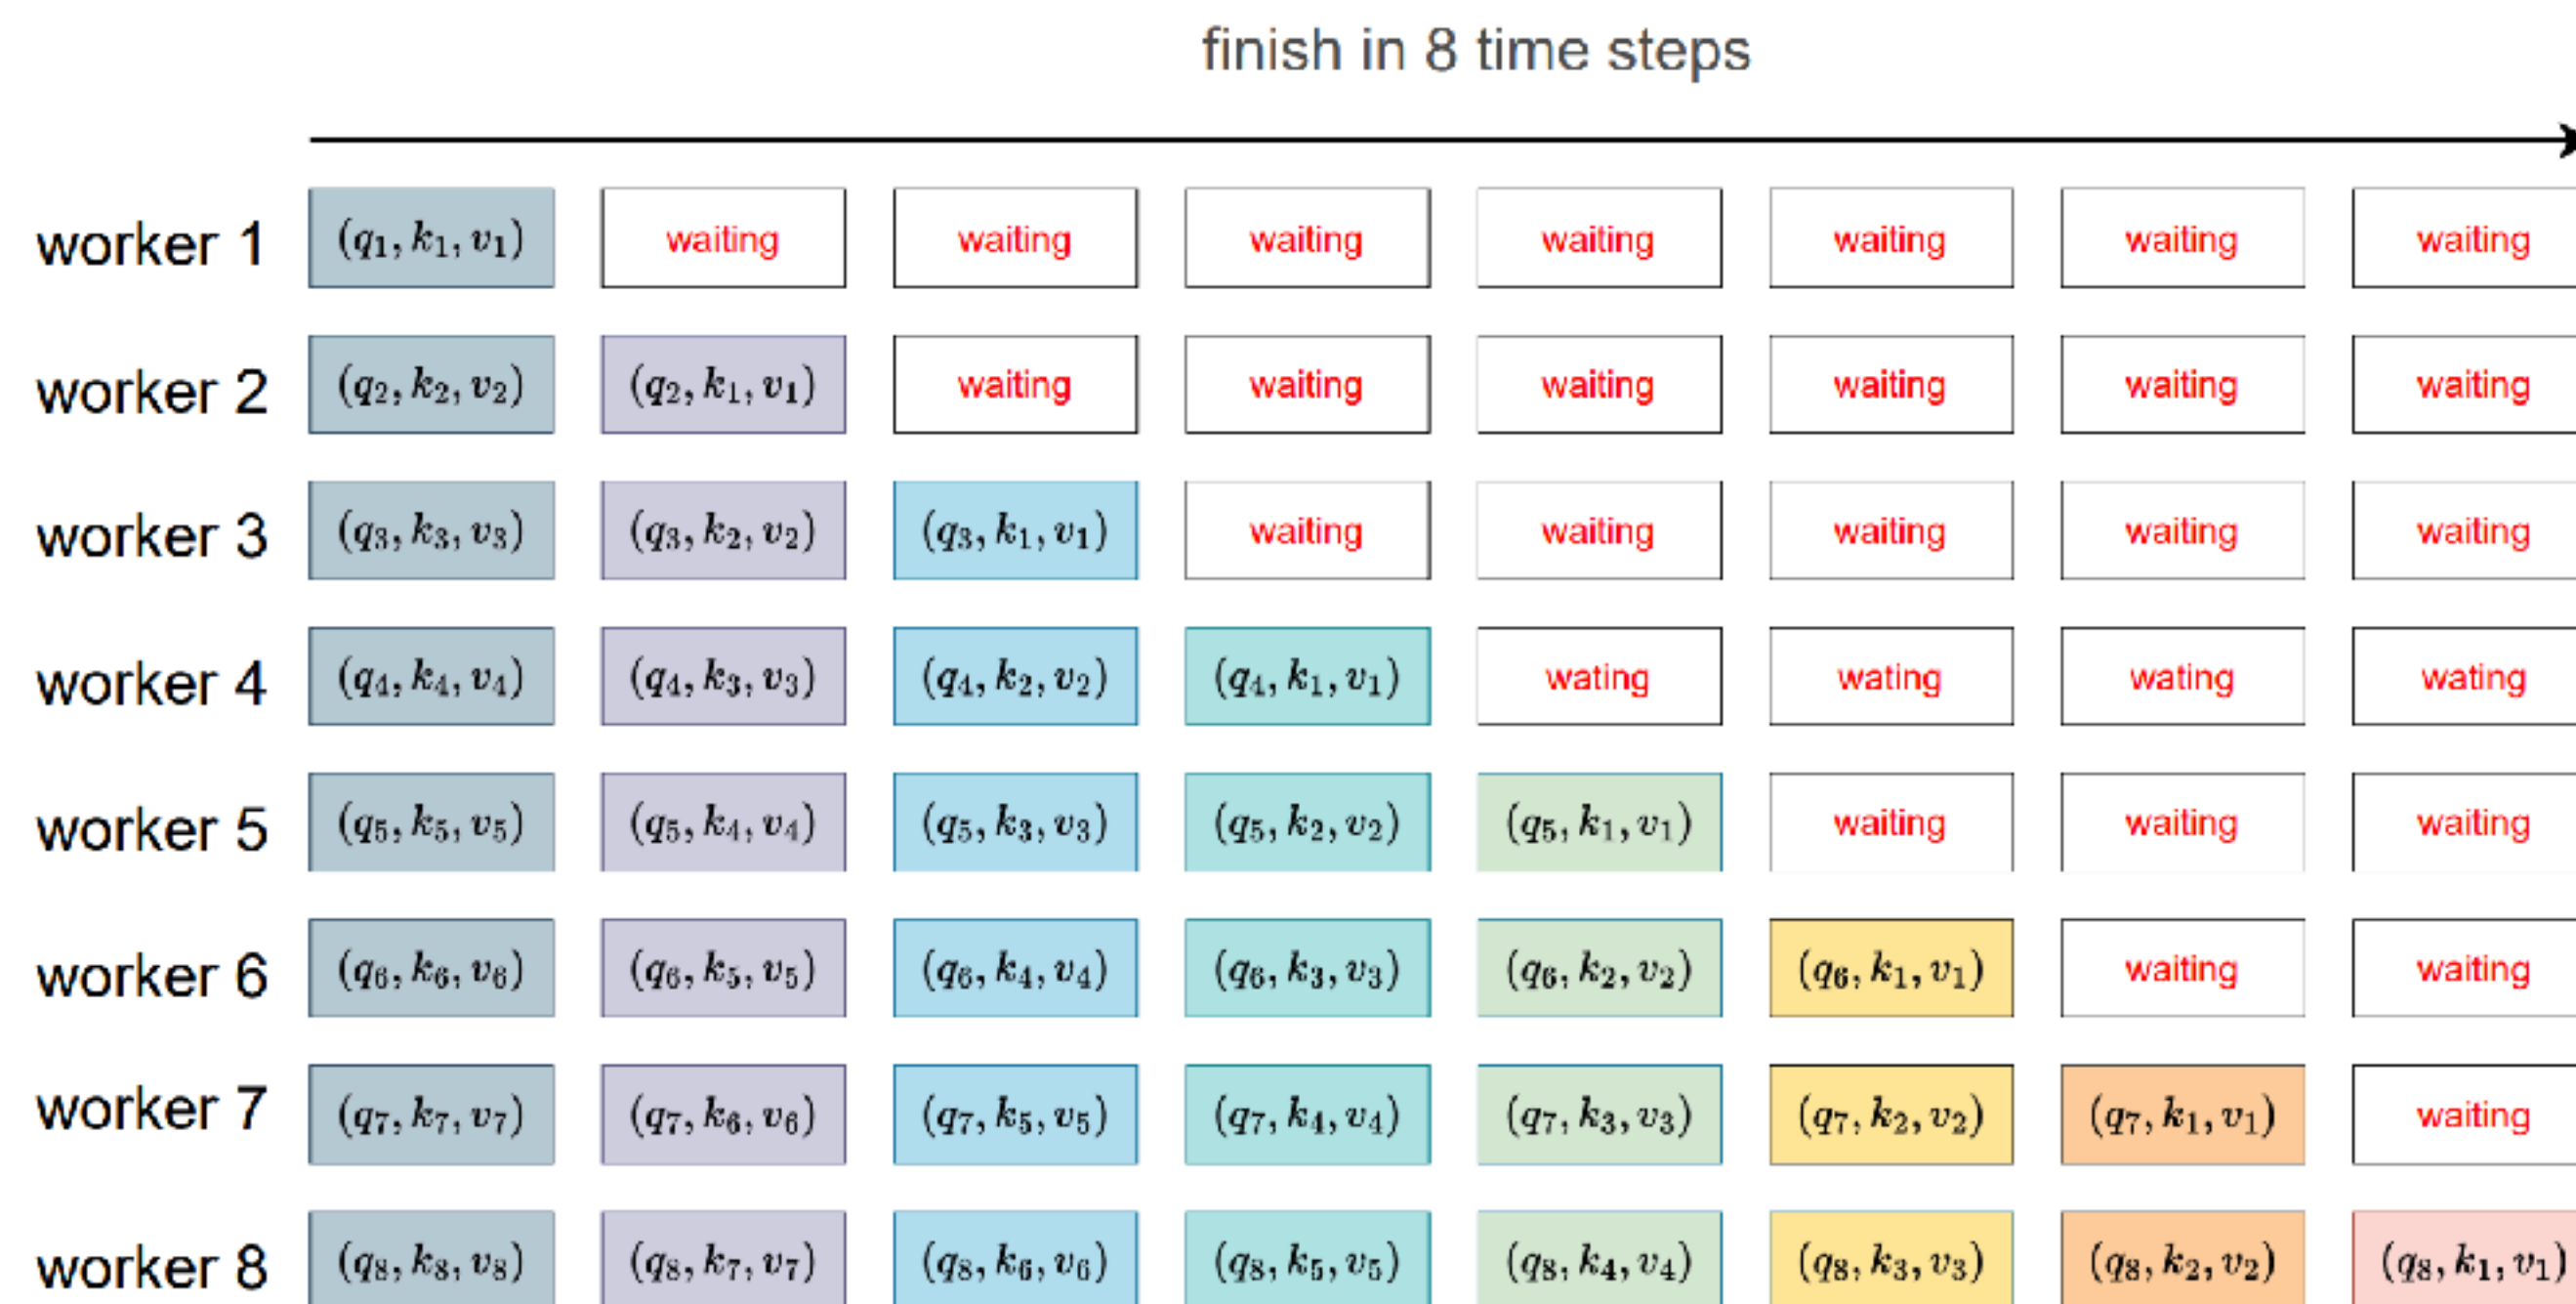 finish in 8 time steps
worker 1 (q₁, k₁, v₁) waiting waiting waiting waiting waiting waiting waiting
worker 2 (q₂, k₂, v₂) (q₂, k₁, v₁) waiting waiting waiting waiting waiting waiting
worker 3 (q₃, k₃, v₃) (q₃, k₂, v₂) (q₃, k₁, v₁) waiting waiting waiting waiting waiting
worker 4 (q₄, k₄, v₄) (q₄, k₃, v₃) (q₄, k₂, v₂) (q₄, k₁, v₁) wating wating wating wating
worker 5 (q₅, k₅, v₅) (q₅, k₄, v₄) (q₅, k₃, v₃) (q₅, k₂, v₂) (q₅, k₁, v₁) waiting waiting waiting
worker 6 (q₆, k₆, v₆) (q₆, k₅, v₅) (q₆, k₄, v₄) (q₆, k₃, v₃) (q₆, k₂, v₂) (q₆, k₁, v₁) waiting waiting
worker 7 (q₇, k₇, v₇) (q₇, k₆, v₆) (q₇, k₅, v₅) (q₇, k₄, v₄) (q₇, k₃, v₃) (q₇, k₂, v₂) (q₇, k₁, v₁) waiting
worker 8 (q₈, k₈, v₈) (q₈, k₇, v₇) (q₈, k₆, v₆) (q₈, k₅, v₅) (q₈, k₄, v₄) (q₈, k₃, v₃) (q₈, k₂, v₂) (q₈, k₁, v₁)